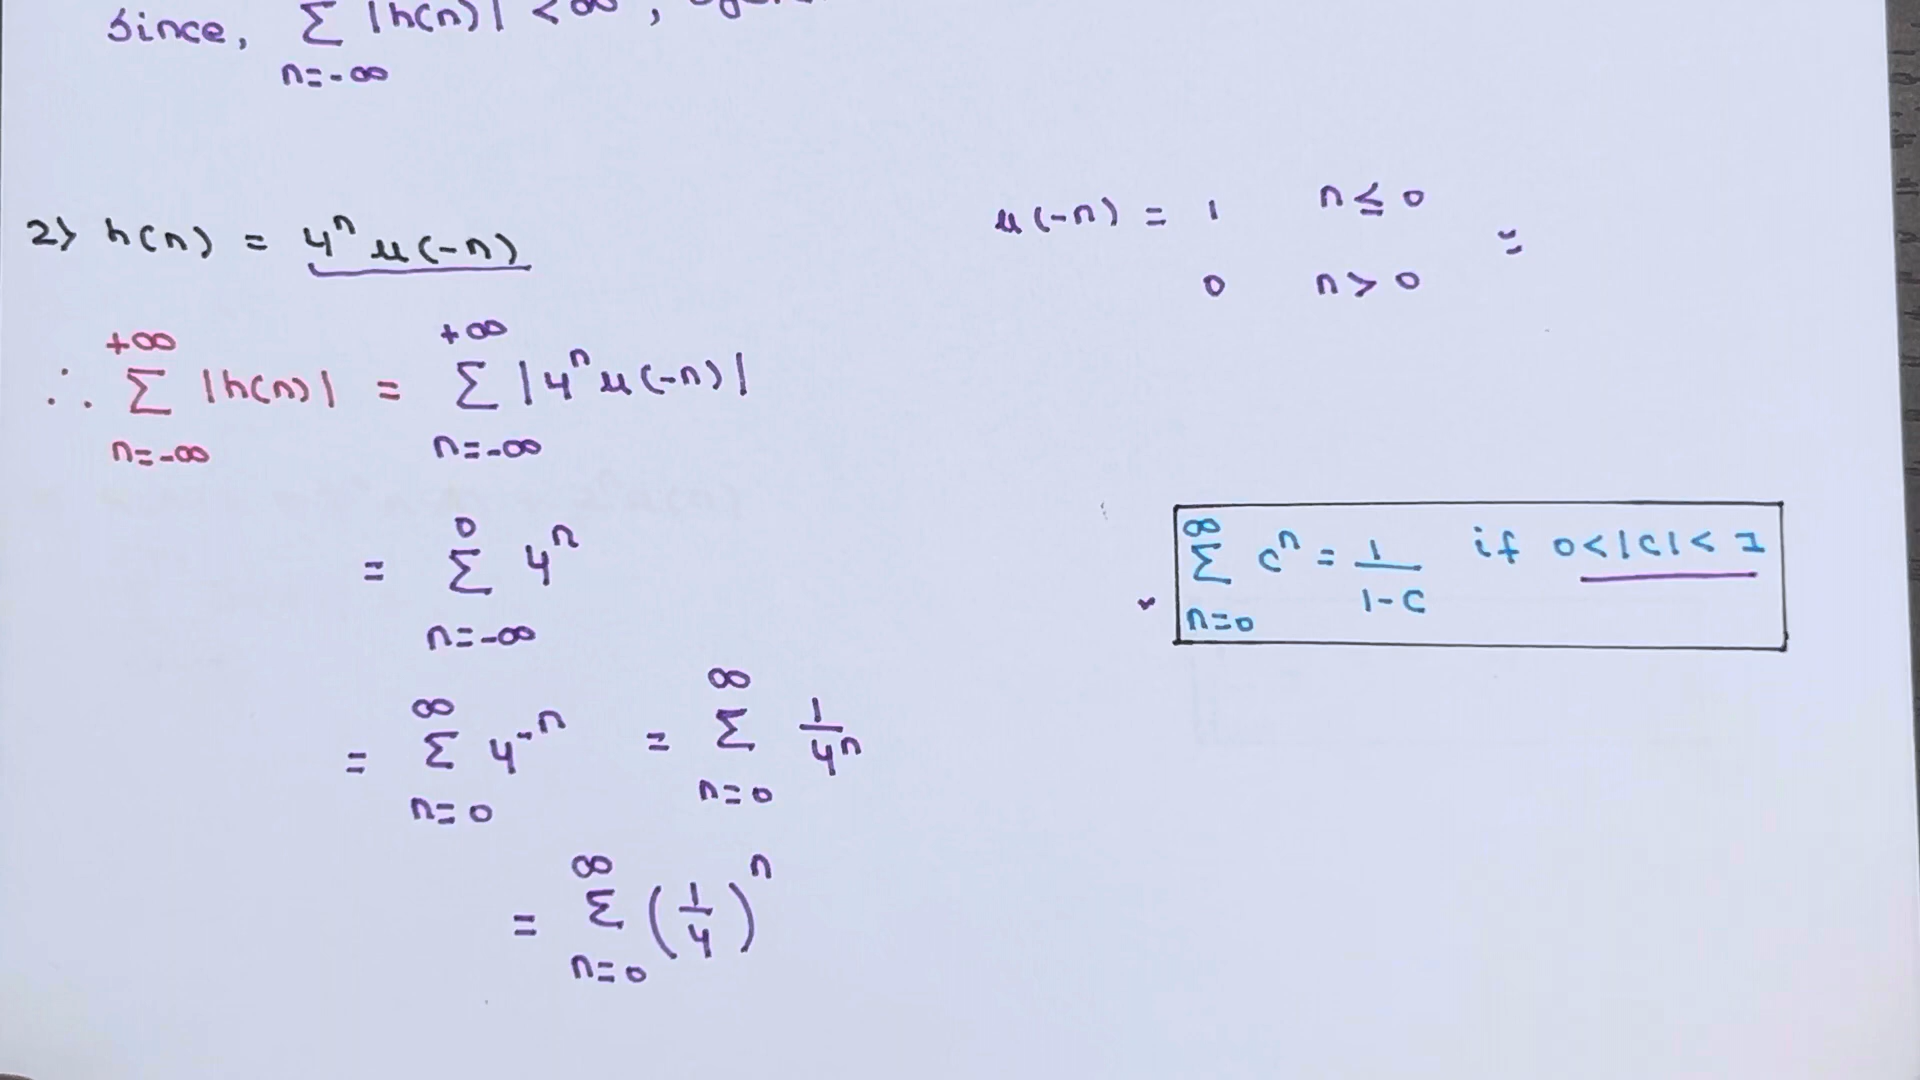 Since, Σ |h(n)| < ∞,
n=-∞
2) h(n) = 4ⁿ u(-n)
u(-n) = 1 n ≤ 0
0 n > 0
+∞ +∞
∴ Σ |h(n)| = Σ |4ⁿ u(-n)|
n=-∞ n=-∞
0
= Σ 4ⁿ
n=-∞
∞
Σ cⁿ = 1/(1-c) if 0<|c|<1
n=0
∞ ∞
= Σ 4⁻ⁿ = Σ 1/4ⁿ
n=0 n=0
∞
= Σ (1/4)ⁿ
n=0